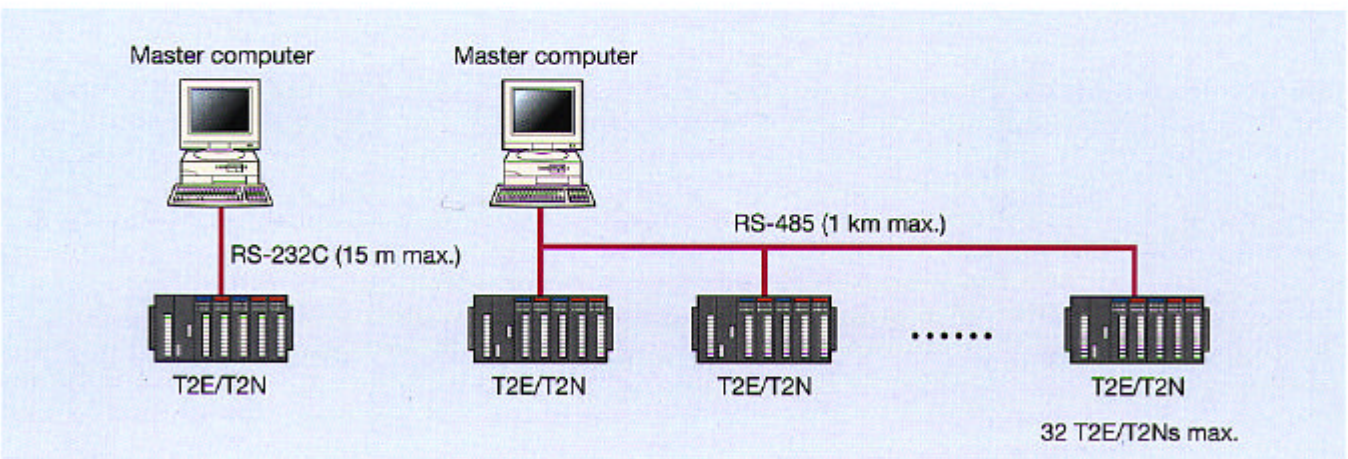 Master computer
Master computer
RS-232C (15 m max.)
RS-485 (1 km max.)
T2E/T2N
T2E/T2N
T2E/T2N
······
T2E/T2N
32 T2E/T2Ns max.